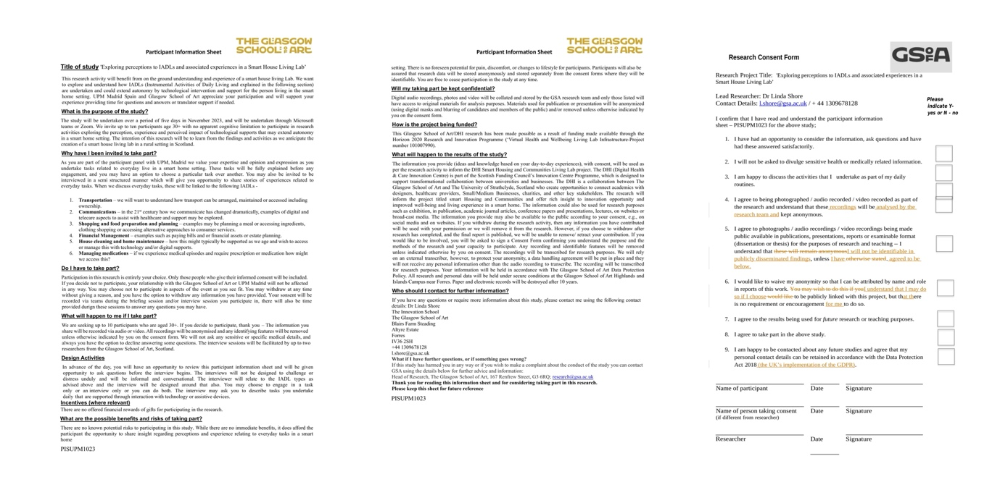 THE GLASGOW
SCHOOL:OF ART
Participant Information Sheet
Title of study 'Exploring perceptions to IADLs and associated experiences in a Smart House Living Lab'
This research activity will benefit from on the ground understanding and experience of a smart house living Lab. We want
to explore and understand how IADLs (Instrumental Activities of Daily Living and explained in the following section)
are undertaken and could extend autonomy by technological intervention and support for the person living in the smart
home setting. UPM Madrid Spain and Glasgow School of Art appreciate your participation and will support your
experience providing time for questions and answers or translator support if needed.
What is the purpose of the study?
The study will be undertaken over a period of five days in November 2023, and will be undertaken through Microsoft
teams or Zoom. We invite up to ten participants age 30+ with no apparent cognitive limitation to participate in research
activities exploring the perception, experience and perceived impact of technological supports that may extend autonomy
in a smart home setting. The intention of this research will be to learn from the findings and activities as we anticipate the
creation of a smart house living lab in a rural setting in Scotland.
Why have I been invited to take part?
As you are part of the participant panel with UPM, Madrid we value your expertise and opinion and expression as you
undertake tasks related to everyday live in a smart home setting. These tasks will be fully explained before any
engagement, and you may have an option to choose a particular task over another. You may also be invited to be
interviewed in a semi structured manner which will give you opportunity to share stories of experiences related to
everyday tasks. When we discuss everyday tasks, these will be linked to the following IADLs -
1. Transportation – we will want to understand how transport can be arranged, maintained or accessed including
ownership.
2. Communications – in the 21st century how we communicate has changed dramatically, examples of digital and
telecare aspects to assist with healthcare and support may be explored.
3. Shopping and food preparation and planning – examples may be planning a meal or accessing ingredients,
clothing shopping or accessing alternative approaches to consumer services.
4. Financial Management – examples such as paying bills and/or financial assets or estate planning.
5. House cleaning and home maintenance – how this might typically be supported as we age and wish to access
or manage this with technology and/or digital supports.
6. Managing medications – if we experience medical episodes and require prescription or medication how might
we access this?
Do I have to take part?
Participation in this research is entirely your choice. Only those people who give their informed consent will be included.
If you decide not to participate, your relationship with the Glasgow School of Art or UPM Madrid will not be affected
in any way. You may choose not to participate in aspects of the event as you see fit. You may withdraw at any time
without giving a reason, and you have the option to withdraw any information you have provided. Your consent will be
recorded via teams during the briefing session and/or interview session you participate in, there will also be time
provided durign these sessions to answer any questions you may have.
What will happen to me if I take part?
We are seeking up to 10 participants who are aged 30+. If you decide to participate, thank you – The information you
share will be recorded via audio or video. All recordings will be anonymised and any identifying features will be removed
unless otherwise indicated by you on the consent form. We will not ask any sensitive or specific medical details, and
always you have the option to decline answering some questions. The interview sessions will be facilitated by up to two
researchers from the Glasgow School of Art, Scotland.
Design Activities
In advance of the day, you will have an opportunity to review this participant information sheet and will be given
opportunity to ask questions before the interview begins. The interviews will not be designed to challenge or
distress unduly and will be informal and conversational. The interviewer will relate to the IADL types as
advised above and the interview will be designed around that also. You may choose to engage in a task
only or an interview only or you can do both. The interview may ask you to describe tasks you undertake
daily that are supported through interaction with technology or assistive devices.
Incentives (where relevant)
There are no offered financial rewards of gifts for participating in the research.
What are the possible benefits and risks of taking part?
There are no known potential risks to participating in this study. While there are no immediate benefits, it does afford the
participant the opportunity to share insight regarding perceptions and experience relating to everyday tasks in a smart
home
PISUPM1023
THE GLASGOW
SCHOOL:OF ART
Participant Information Sheet
setting. There is no foreseen potential for pain, discomfort, or changes to lifestyle for participants. Participants will also be
assured that research data will be stored anonymously and stored separately from the consent forms where they will be
identifiable. You are free to cease participation in the study at any time.
Will my taking part be kept confidential?
Digital audio recordings, photos and video will be collated and stored by the GSA research team and only those listed will
have access to original materials for analysis purposes. Materials used for publication or presentation will be anonymized
(using digital masks and blurring of candidates and members of the public) and/or removed unless otherwise indicated by
you on the consent form.
How is the project being funded?
This Glasgow School of Art/DHI research has been made possible as a result of funding made available through the
Horizon 2020 Research and Innovation Programme ('Virtual Health and Wellbeing Living Lab Infrastructure-Project
number 101007990).
What will happen to the results of the study?
The information you provide (ideas and knowledge based on your day-to-day experiences), with consent, will be used as
per the research activity to inform the DHI Smart Housing and Communities Living Lab project. The DHI (Digital Health
& Care Innovation Centre) is part of the Scottish Funding Council's Innovation Centre Programme, which is designed to
support transformational collaboration between universities and businesses. The DHI is a collaboration between The
Glasgow School of Art and The University of Strathclyde, Scotland who create opportunities to connect academics with
designers, healthcare providers, Small/Medium Businesses, charities, and other key stakeholders. The research will
inform the project titled smart Housing and Communities and offer rich insight to innovation opportunity and
improved well-being and living experience in a smart home. The information could also be used for research purposes
such as exhibition, in publication, academic journal articles, conference papers and presentations, lectures, on websites or
broad-cast media. The information you provide may also be available to the public according to your consent, e.g., on
social media and on websites. If you withdraw during the research activity, then any information you have contributed
will be used with your permission or we will remove it from the research. However, if you choose to withdraw after
research has completed, and the final report is published, we will be unable to remove/ retract your contribution. If you
would like to be involved, you will be asked to sign a Consent Form confirming you understand the purpose and the
methods of the research and your capacity to participate. Any recording and identifiable features will be removed
unless indicated otherwise by you on the consent. The recordings will be transcribed for research purposes. We will rely
on an external transcriber, however, to protect your anonymity, a data handling agreement will be put in place and they
will not receive any personal information other than the audio recording to transcribe. The recording will be transcribed
for research purposes. Your information will be held in accordance with The Glasgow School of Art Data Protection
Policy. All research and personal data will be held under secure conditions at the Glasgow School of Art Highlands and
Islands Campus near Forres. Paper and electronic records will be destroyed after 10 years.
Who should I contact for further information?
If you have any questions or require more information about this study, please contact me using the following contact
details: Dr Linda Shore
The Innovation School
The Glasgow School of Art
Blairs Farm Steading
Altyre Estate
Forres
IV36 2SH
+44 1309678128
l.shore@gsa.ac.uk
What if I have further questions, or if something goes wrong?
If this study has harmed you in any way or if you wish to make a complaint about the conduct of the study you can contact
GSA using the details below for further advice and information:
Head of Research, The Glasgow School of Art, 167 Renfrew Street, G3 6RQ; research@gsa.ac.uk
Thank you for reading this information sheet and for considering taking part in this research.
Please keep this sheet for future reference
PISUPM1023
GSOFA
Research Consent Form
Research Project Title: 'Exploring perceptions to IADLs and associated experiences in a
Smart House Living Lab'
Lead Researcher: Dr Linda Shore
Contact Details: l.shore@gsa.ac.uk / + 44 1309678128
Please
indicate Y-
yes or N - no
I confirm that I have read and understand the participant information
sheet – PISUPM1023 for the above study;
1. I have had an opportunity to consider the information, ask questions and have
had these answered satisfactorily.
2. I will not be asked to divulge sensitive health or medically related information.
3. I am happy to discuss the activities that I undertake as part of my daily
routines.
4. I agree to being photographed / audio recorded / video recorded as part of
the research and understand that these recordings will be analysed by the
research team and kept anonymous.
5. I agree to photographs / audio recordings / video recordings being made
public available in publications, presentations, reports or examinable format
(dissertation or thesis) for the purposes of research and teaching – I
understand that these will remain anonymousI will not be identifiable in
publicly disseminated findings, unless I have otherwise stated. agreed to be
below.
6. I would like to waive my anonymity so that I can be attributed by name and role
in reports of this work. You may wish to do this if youI understand that I may do
so if I choose would like to be publicly linked with this project, but that there
is no requirement or encouragement for me to do so.
7. I agree to the results being used for future research or teaching purposes.
8. I agree to take part in the above study.
9. I am happy to be contacted about any future studies and agree that my
personal contact details can be retained in accordance with the Data Protection
Act 2018 (the UK's implementation of the GDPR).
Name of participant Date Signature
Name of person taking consent Date Signature
(if different from researcher)
Researcher Date Signature